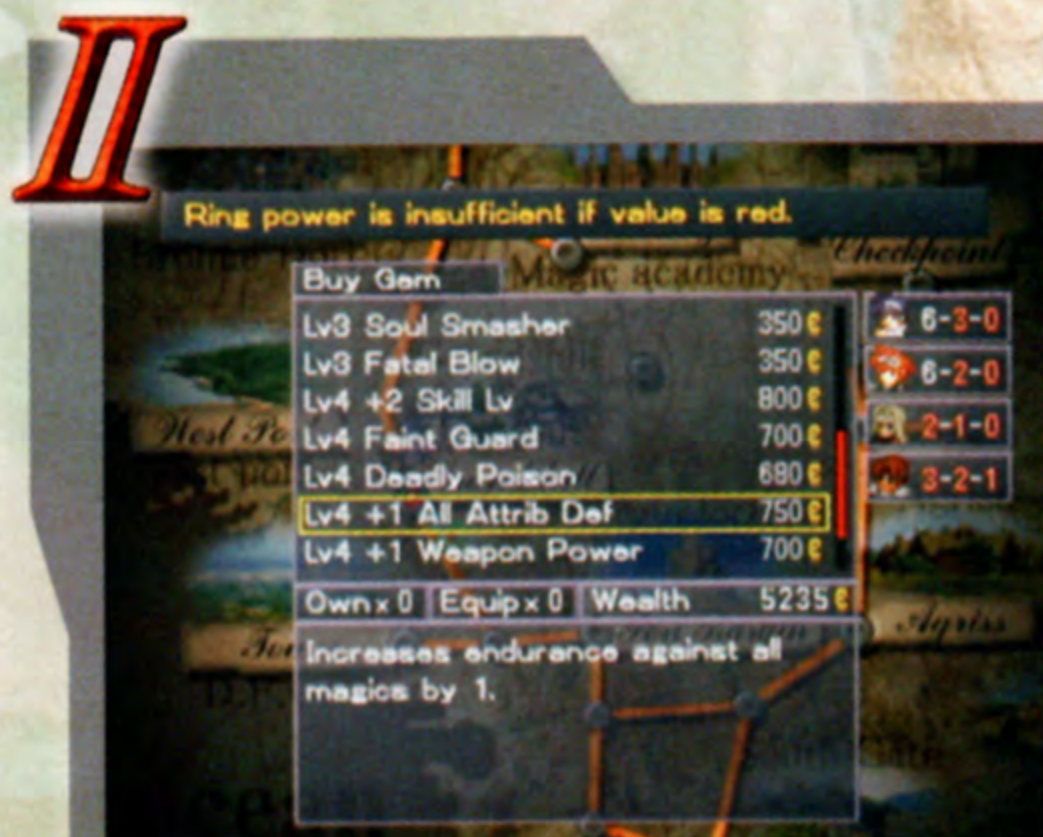 II
Ring power is insufficient if value is red.
Checkpoint
Magic academy
Buy Gem
Lv3 Soul Smasher 350€
Lv3 Fatal Blow 350€
Lv4 +2 Skill Lv 800€
Lv4 Faint Guard 700€
Lv4 Deadly Poison 680€
Lv4 +1 All Attrib Def 750€
Lv4 +1 Weapon Power 700€
6-3-0
6-2-0
2-1-0
3-2-1
West Po
Own x 0 Equip x 0 Wealth 5235€
Agriss
Increases endurance against all
magics by 1.